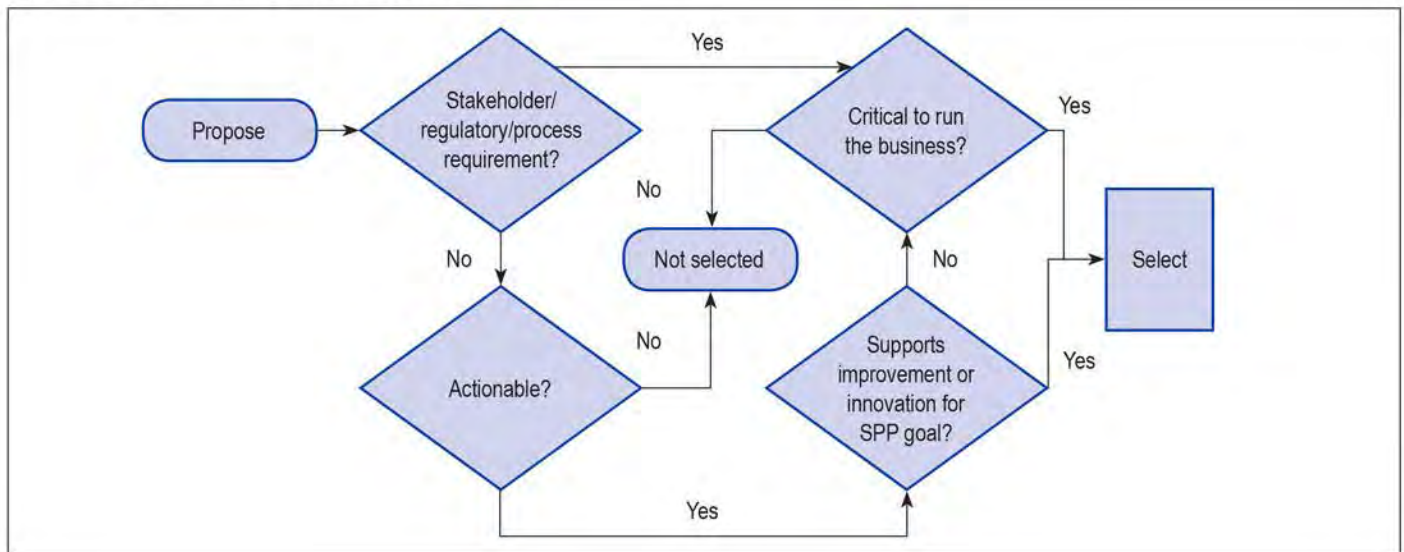 Yes
Propose
Stakeholder/
regulatory/process
requirement?
Critical to run
the business?
Yes
No
No
Not selected
No
Select
Actionable?
No
Supports
improvement or
innovation for
SPP goal?
Yes
Yes